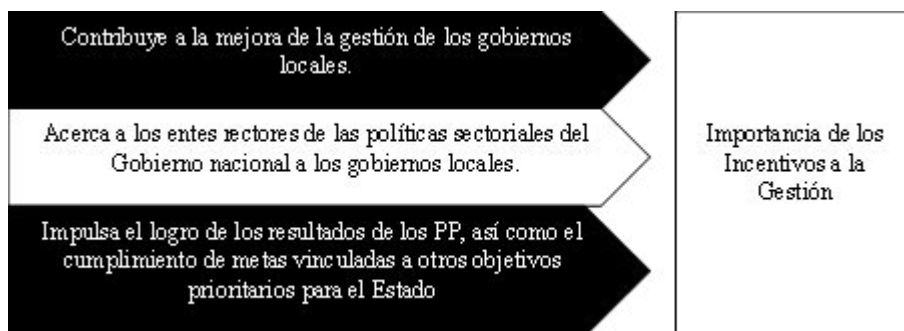 Contribuye a la mejora de la gestión de los gobiernos
locales.
Acerca a los entes rectores de las políticas sectoriales del
Gobierno nacional a los gobiernos locales.
Impulsa el logro de los resultados de los PP, así como el
cumplimiento de metas vinculadas a otros objetivos
prioritarios para el Estado
Importancia de los
Incentivos a la
Gestión